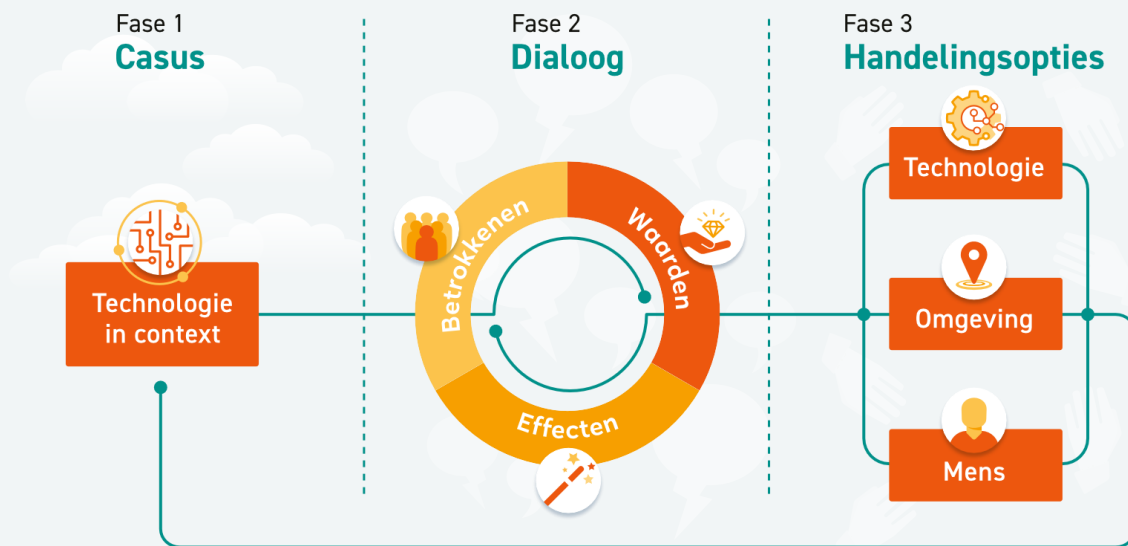 Fase 1
Casus
Technologie
in context
Fase 2
Dialoog
Betrokkenen
Waarden
Effecten
Fase 3
Handelingsopties
Technologie
Omgeving
Mens